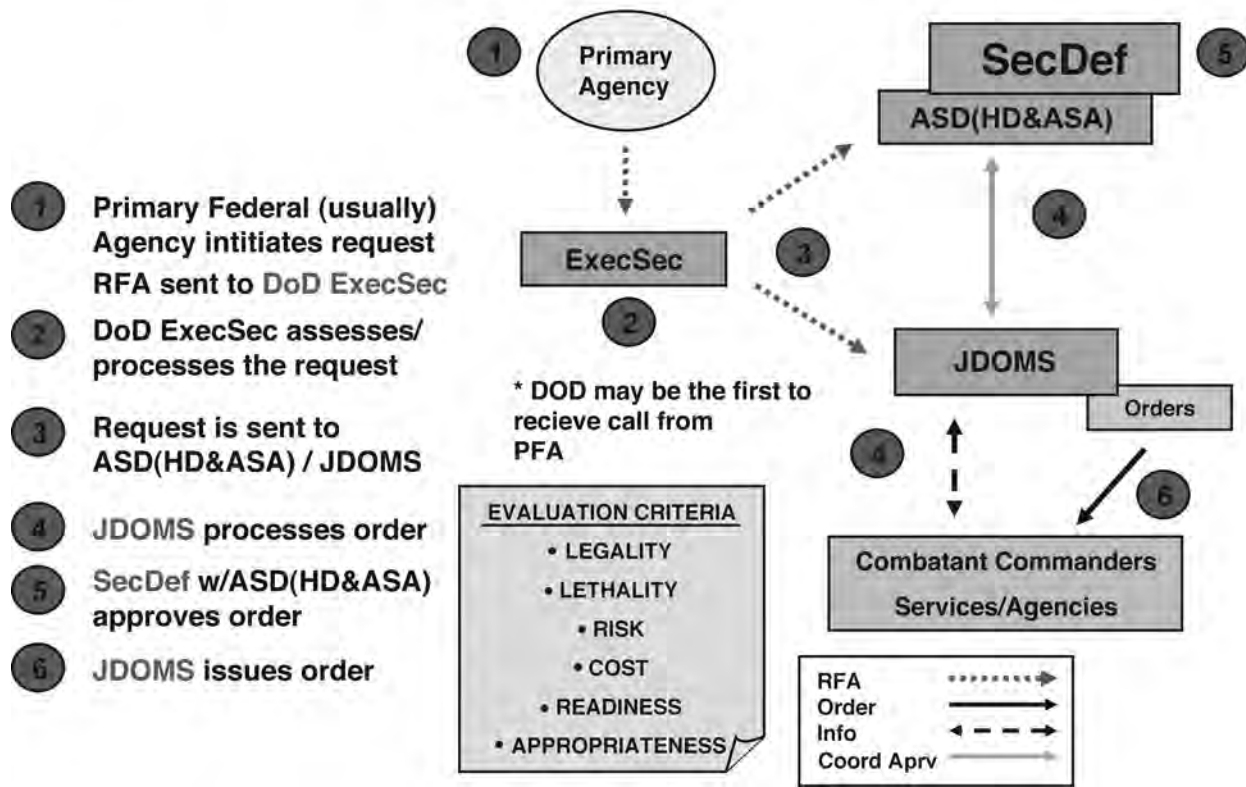 1
Primary
Agency
SecDef
5
ASD(HD&ASA)
1
Primary Federal (usually)
Agency intitiates request
RFA sent to DoD ExecSec
2
DoD ExecSec assesses/
processes the request
3
Request is sent to
ASD(HD&ASA) / JDOMS
4
JDOMS processes order
5
SecDef w/ASD(HD&ASA)
approves order
6
JDOMS issues order
ExecSec
3
4
2
* DOD may be the first to
recieve call from
PFA
JDOMS
Orders
4
6
EVALUATION CRITERIA
• LEGALITY
• LETHALITY
• RISK
• COST
• READINESS
• APPROPRIATENESS
Combatant Commanders
Services/Agencies
RFA
Order
Info
Coord Aprv